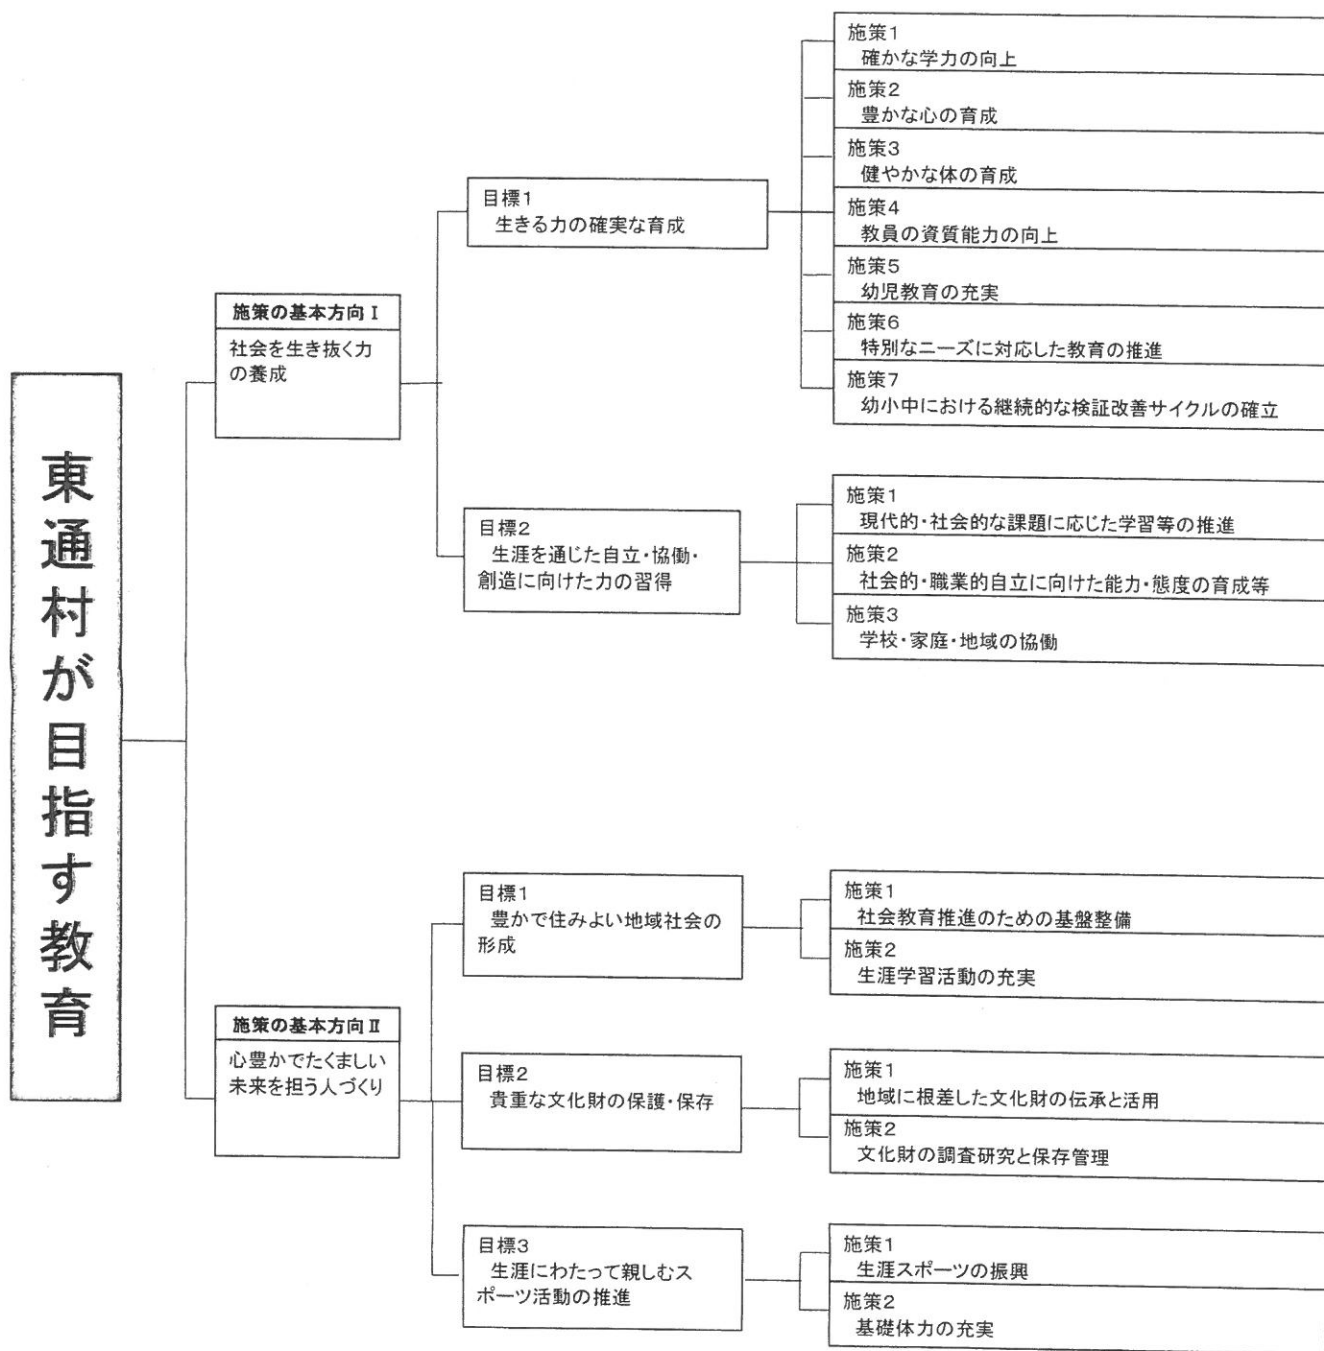 東通村が目指す教育
施策の基本方向Ⅰ
社会を生き抜く力
の養成
目標1
生きる力の確実な育成
施策1
確かな学力の向上
施策2
豊かな心の育成
施策3
健やかな体の育成
施策4
教員の資質能力の向上
施策5
幼児教育の充実
施策6
特別なニーズに対応した教育の推進
施策7
幼小中における継続的な検証改善サイクルの確立
目標2
生涯を通じた自立・協働・
創造に向けた力の習得
施策1
現代的・社会的な課題に応じた学習等の推進
施策2
社会的・職業的自立に向けた能力・態度の育成等
施策3
学校・家庭・地域の協働
施策の基本方向Ⅱ
心豊かでたくましい
未来を担う人づくり
目標1
豊かで住みよい地域社会の
形成
施策1
社会教育推進のための基盤整備
施策2
生涯学習活動の充実
目標2
貴重な文化財の保護・保存
施策1
地域に根差した文化財の伝承と活用
施策2
文化財の調査研究と保存管理
目標3
生涯にわたって親しむス
ポーツ活動の推進
施策1
生涯スポーツの振興
施策2
基礎体力の充実